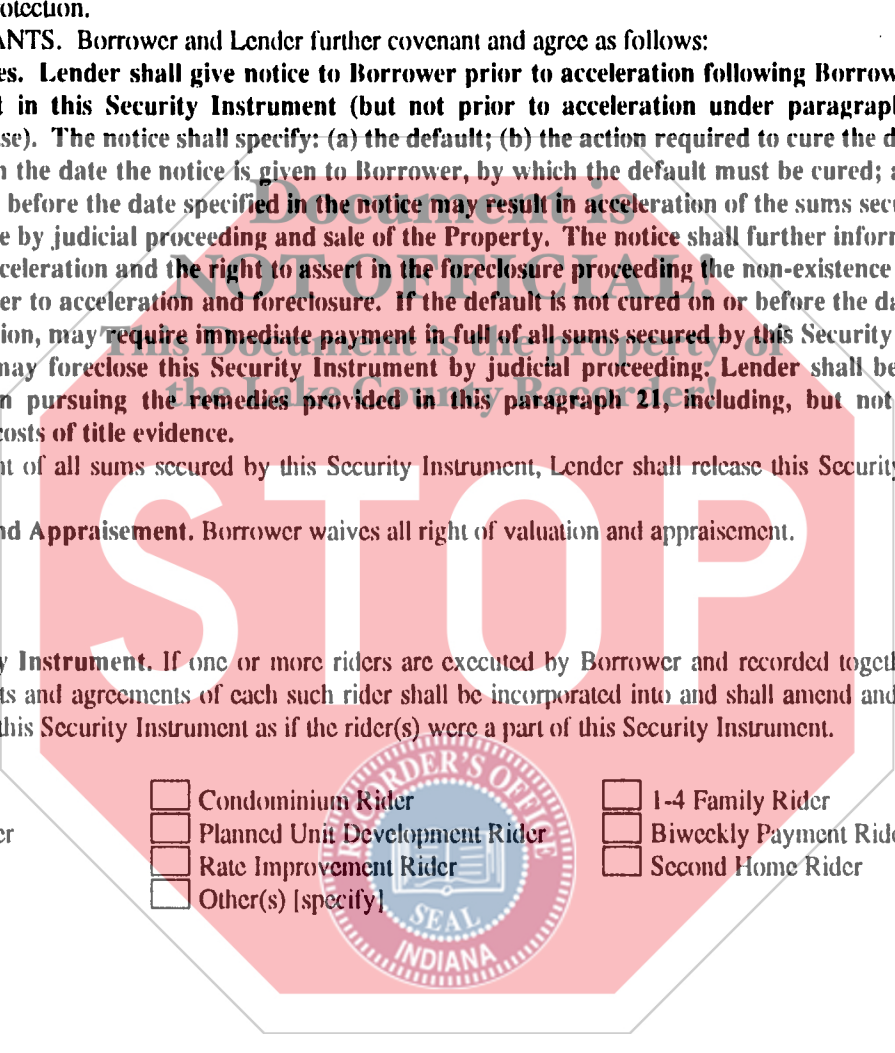 otection.
ANTS. Borrower and Lender further covenant and agree as follows:
es. Lender shall give notice to Borrower prior to acceleration following Borrow
t in this Security Instrument (but not prior to acceleration under paragraph
se). The notice shall specify: (a) the default; (b) the action required to cure the d
n the date the notice is given to Borrower, by which the default must be cured; a
before the date specified in the notice may result in acceleration of the sums secu
e by judicial proceeding and sale of the Property. The notice shall further inform
cceleration and the right to assert in the foreclosure proceeding the non-existence
er to acceleration and foreclosure. If the default is not cured on or before the da
ion, may require immediate payment in full of all sums secured by this Security
may foreclose this Security Instrument by judicial proceeding. Lender shall be
n pursuing the remedies provided in this paragraph 21, including, but not
costs of title evidence.
nt of all sums secured by this Security Instrument, Lender shall release this Security
nd Appraisement. Borrower waives all right of valuation and appraisement.
y Instrument. If one or more riders are executed by Borrower and recorded togeth
ts and agreements of each such rider shall be incorporated into and shall amend and
this Security Instrument as if the rider(s) were a part of this Security Instrument.
Condominium Rider
1-4 Family Rider
er
Planned Unit Development Rider
Biweekly Payment Ride
Rate Improvement Rider
Second Home Rider
Other(s) [specify]
Document is
NOT OFFICIAL!
This Document is the property of
the Lake County Recorder!
STOP
RECORDER'S OFFICE
SEAL
INDIANA